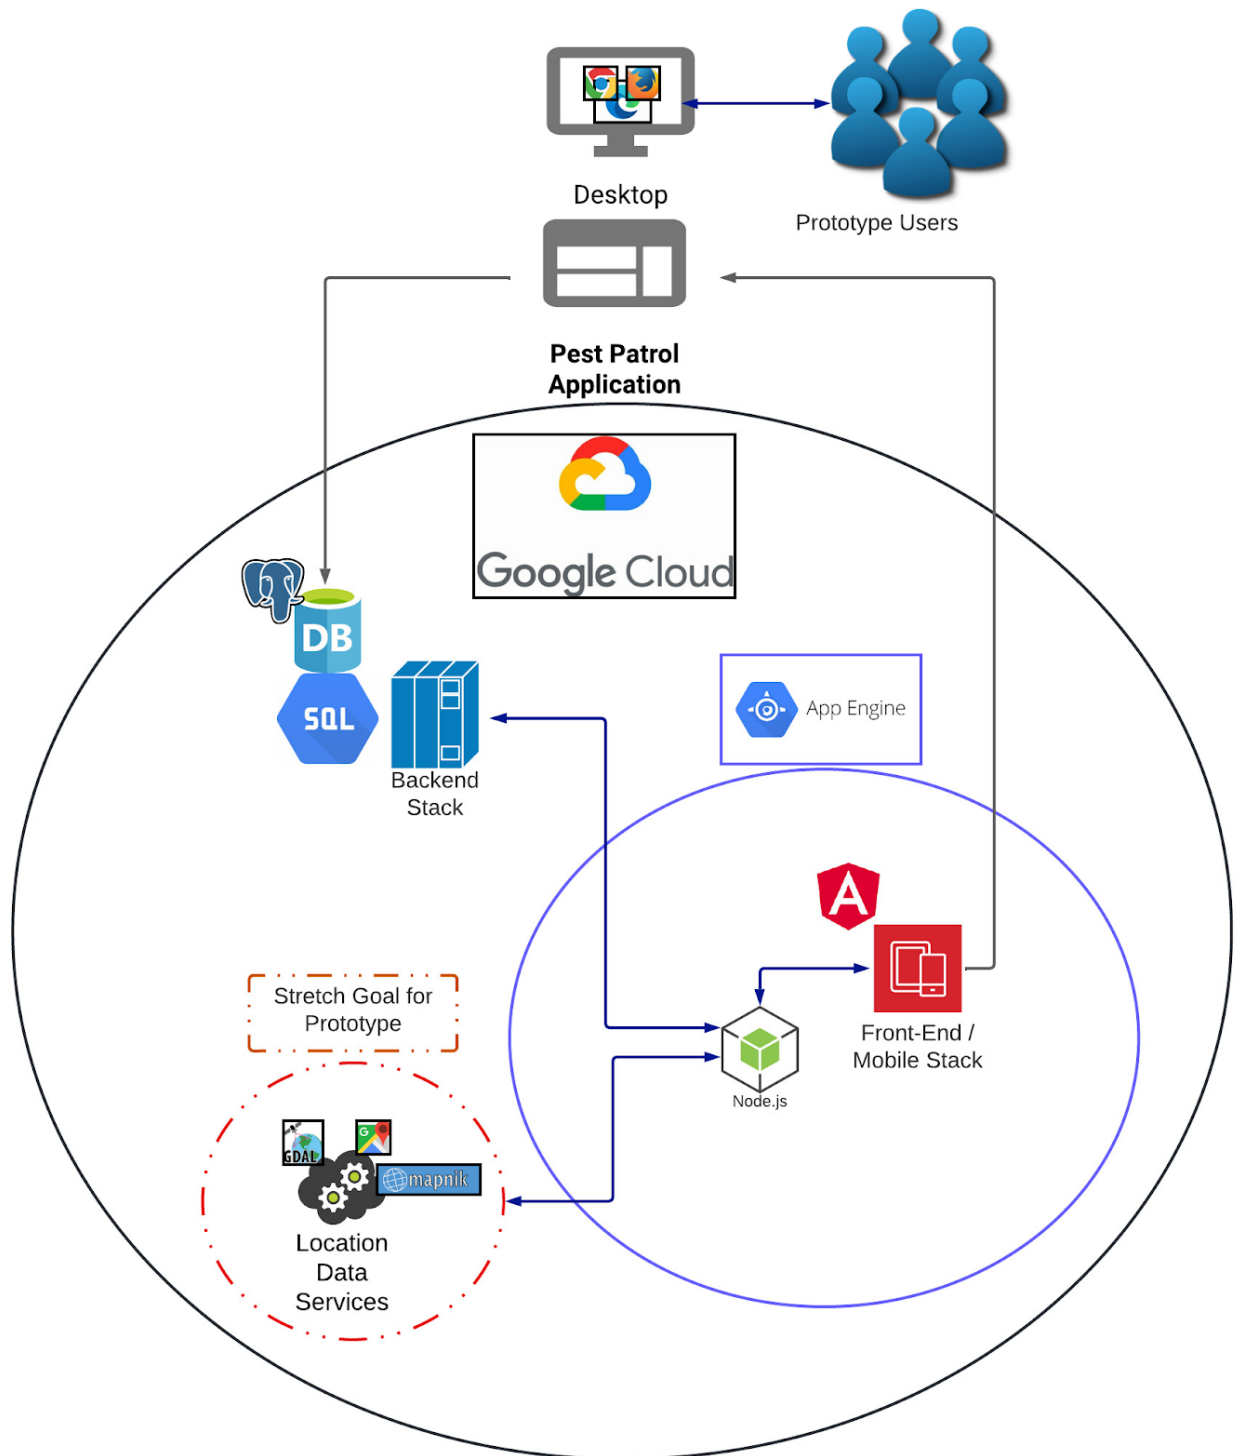 Desktop
Prototype Users
Pest Patrol
Application
Google Cloud
DB
SQL
App Engine
Backend
Stack
Stretch Goal for
Prototype
Front-End /
Mobile Stack
Node.js
GDAL
G
mapnik
Location
Data
Services